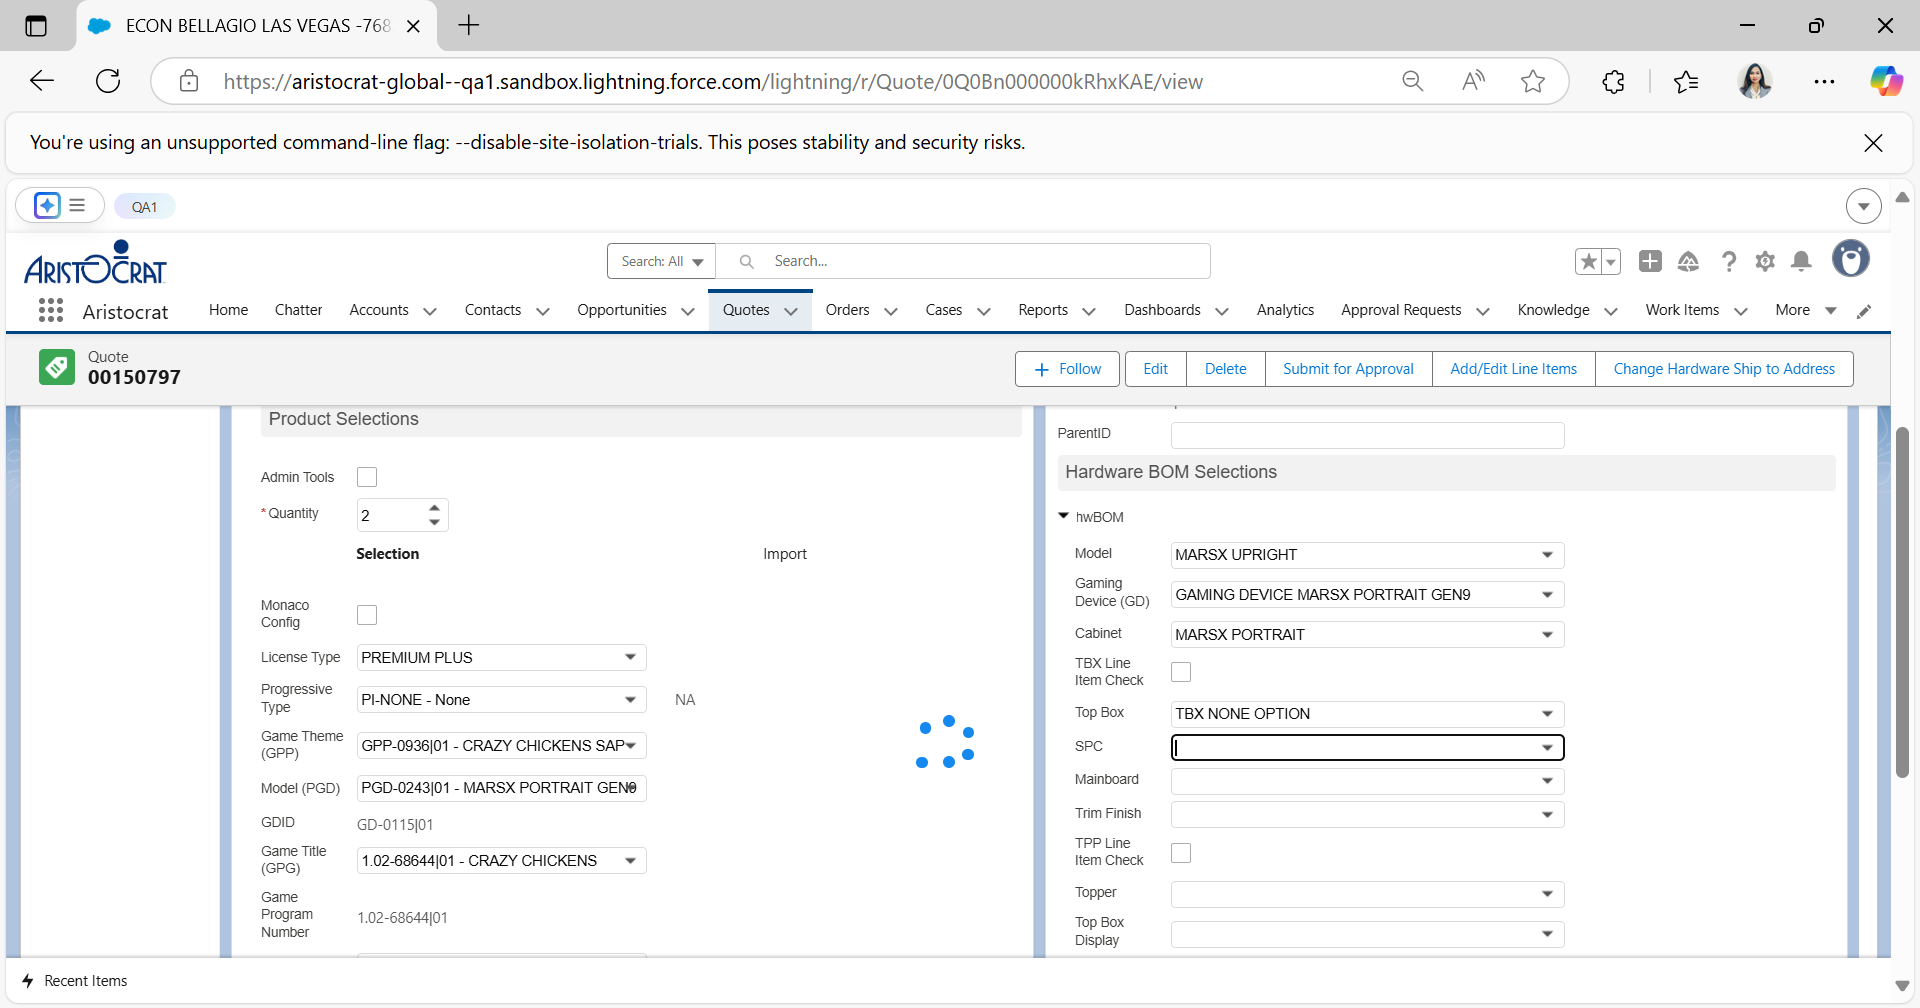 ECON BELLAGIO LAS VEGAS -768
https://aristocrat-global--qa1.sandbox.lightning.force.com/lightning/r/Quote/0Q0Bn000000kRhxKAE/view
You're using an unsupported command-line flag: --disable-site-isolation-trials. This poses stability and security risks.
QA1
ARISTOCRAT
Search: All
Search...
Aristocrat
Home
Chatter
Accounts
Contacts
Opportunities
Quotes
Orders
Cases
Reports
Dashboards
Analytics
Approval Requests
Knowledge
Work Items
More
Quote
00150797
Follow
Edit
Delete
Submit for Approval
Add/Edit Line Items
Change Hardware Ship to Address
Product Selections
Admin Tools
*Quantity
2
Selection
Import
Monaco
Config
License Type
PREMIUM PLUS
Progressive
Type
PI-NONE - None
NA
Game Theme
(GPP)
GPP-0936|01 - CRAZY CHICKENS SAP
Model (PGD)
PGD-0243|01 - MARSX PORTRAIT GEN9
GDID
GD-0115|01
Game Title
(GPG)
1.02-68644|01 - CRAZY CHICKENS
Game
Program
Number
1.02-68644|01
ParentID
Hardware BOM Selections
hwBOM
Model
MARSX UPRIGHT
Gaming
Device (GD)
GAMING DEVICE MARSX PORTRAIT GEN9
Cabinet
MARSX PORTRAIT
TBX Line
Item Check
Top Box
TBX NONE OPTION
SPC
Mainboard
Trim Finish
TPP Line
Item Check
Topper
Top Box
Display
Recent Items